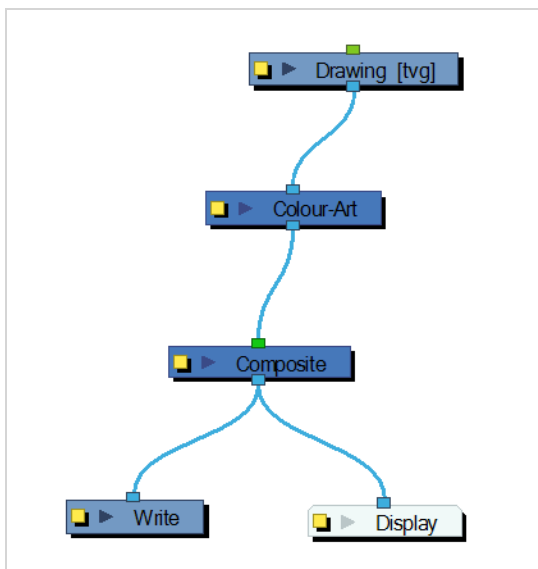 Drawing [tvg]
Colour-Art
Composite
Write
Display